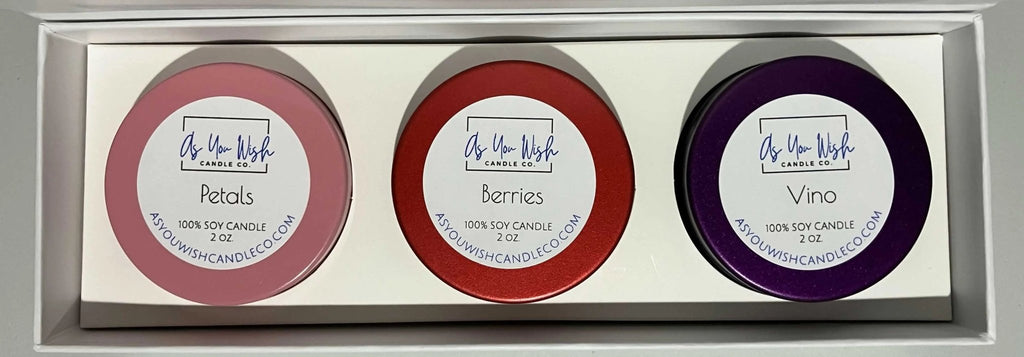 As You Wish
CANDLE CO.
Petals
100% SOY CANDLE
2 OZ.
ASYOUWISHCANDLECO.COM
As You Wish
CANDLE CO.
Berries
100% SOY CANDLE
2 OZ.
ASYOUWISHCANDLECO.COM
As You Wish
CANDLE CO.
Vino
100% SOY CANDLE
2 OZ.
ASYOUWISHCANDLECO.COM